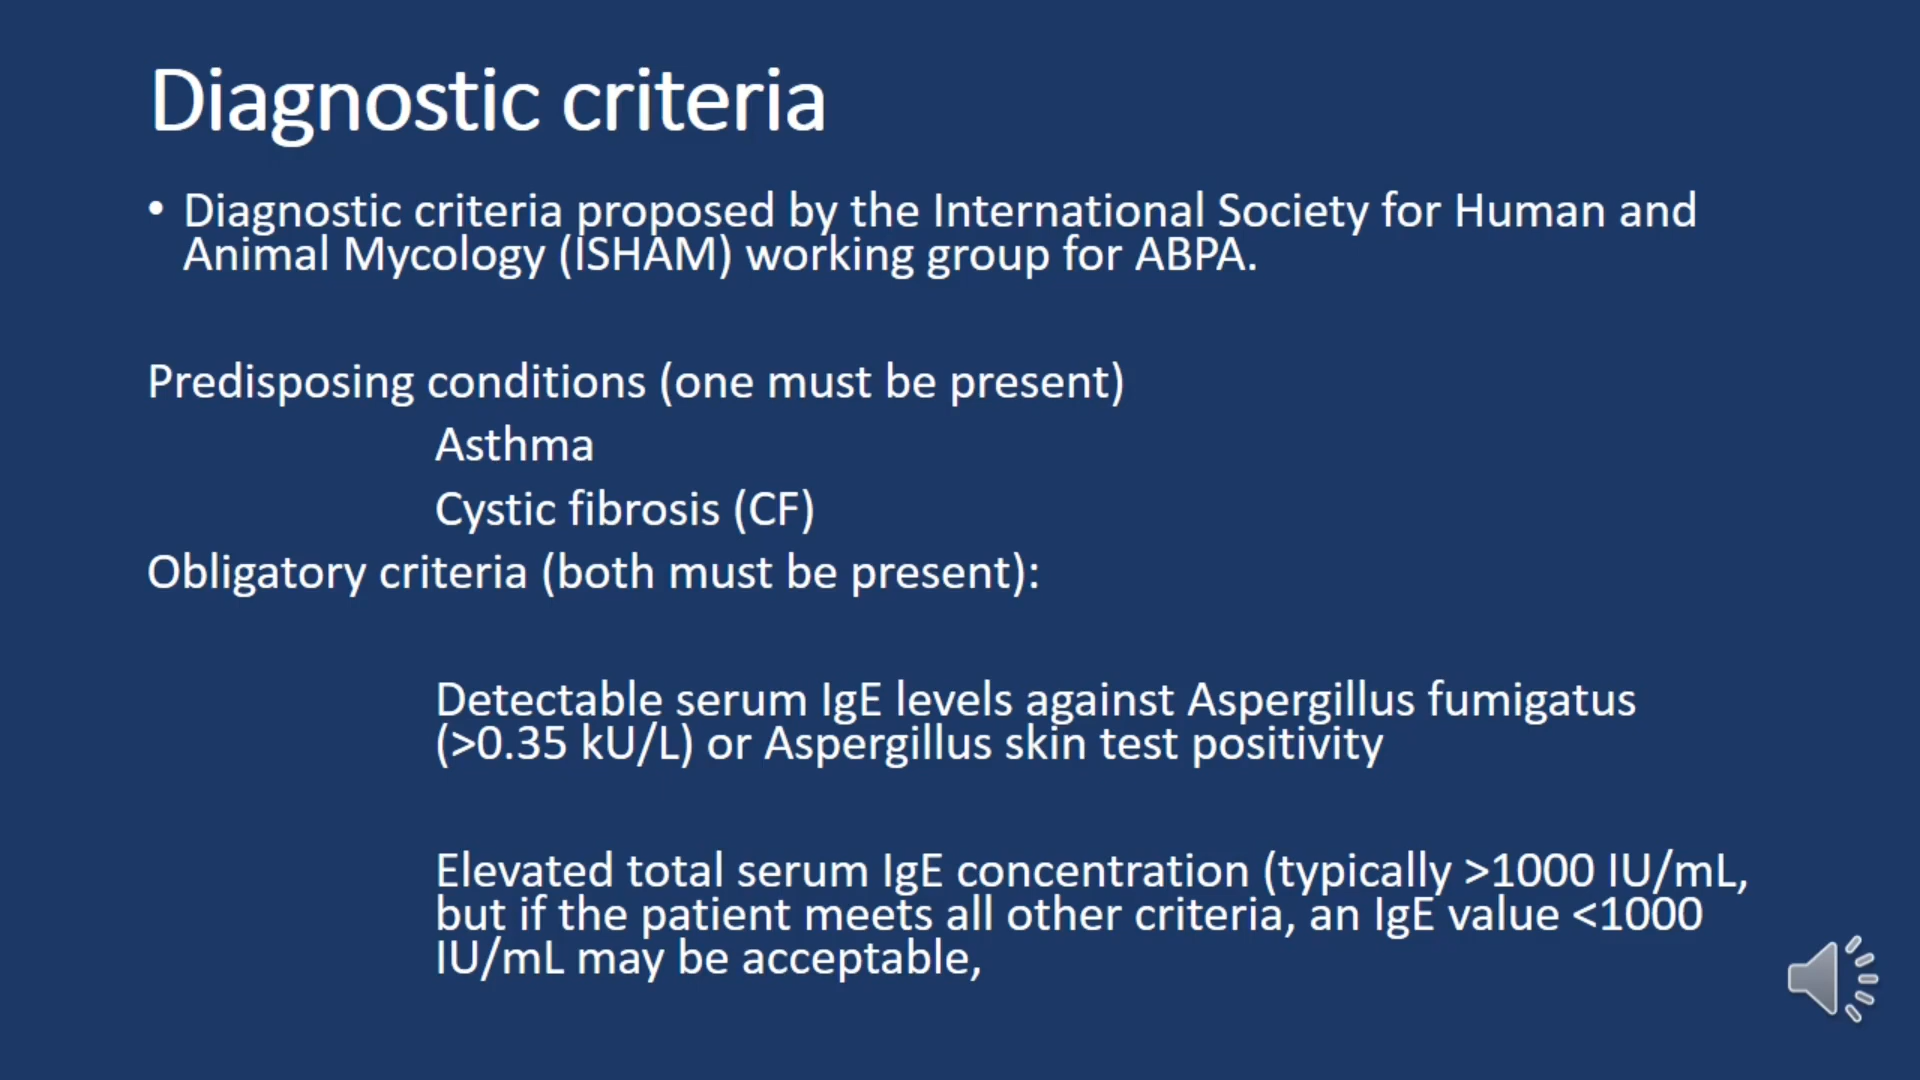 Diagnostic criteria
• Diagnostic criteria proposed by the International Society for Human and
Animal Mycology (ISHAM) working group for ABPA.
Predisposing conditions (one must be present)
Asthma
Cystic fibrosis (CF)
Obligatory criteria (both must be present):
Detectable serum IgE levels against Aspergillus fumigatus
(>0.35 kU/L) or Aspergillus skin test positivity
Elevated total serum IgE concentration (typically >1000 IU/mL,
but if the patient meets all other criteria, an IgE value <1000
IU/mL may be acceptable,